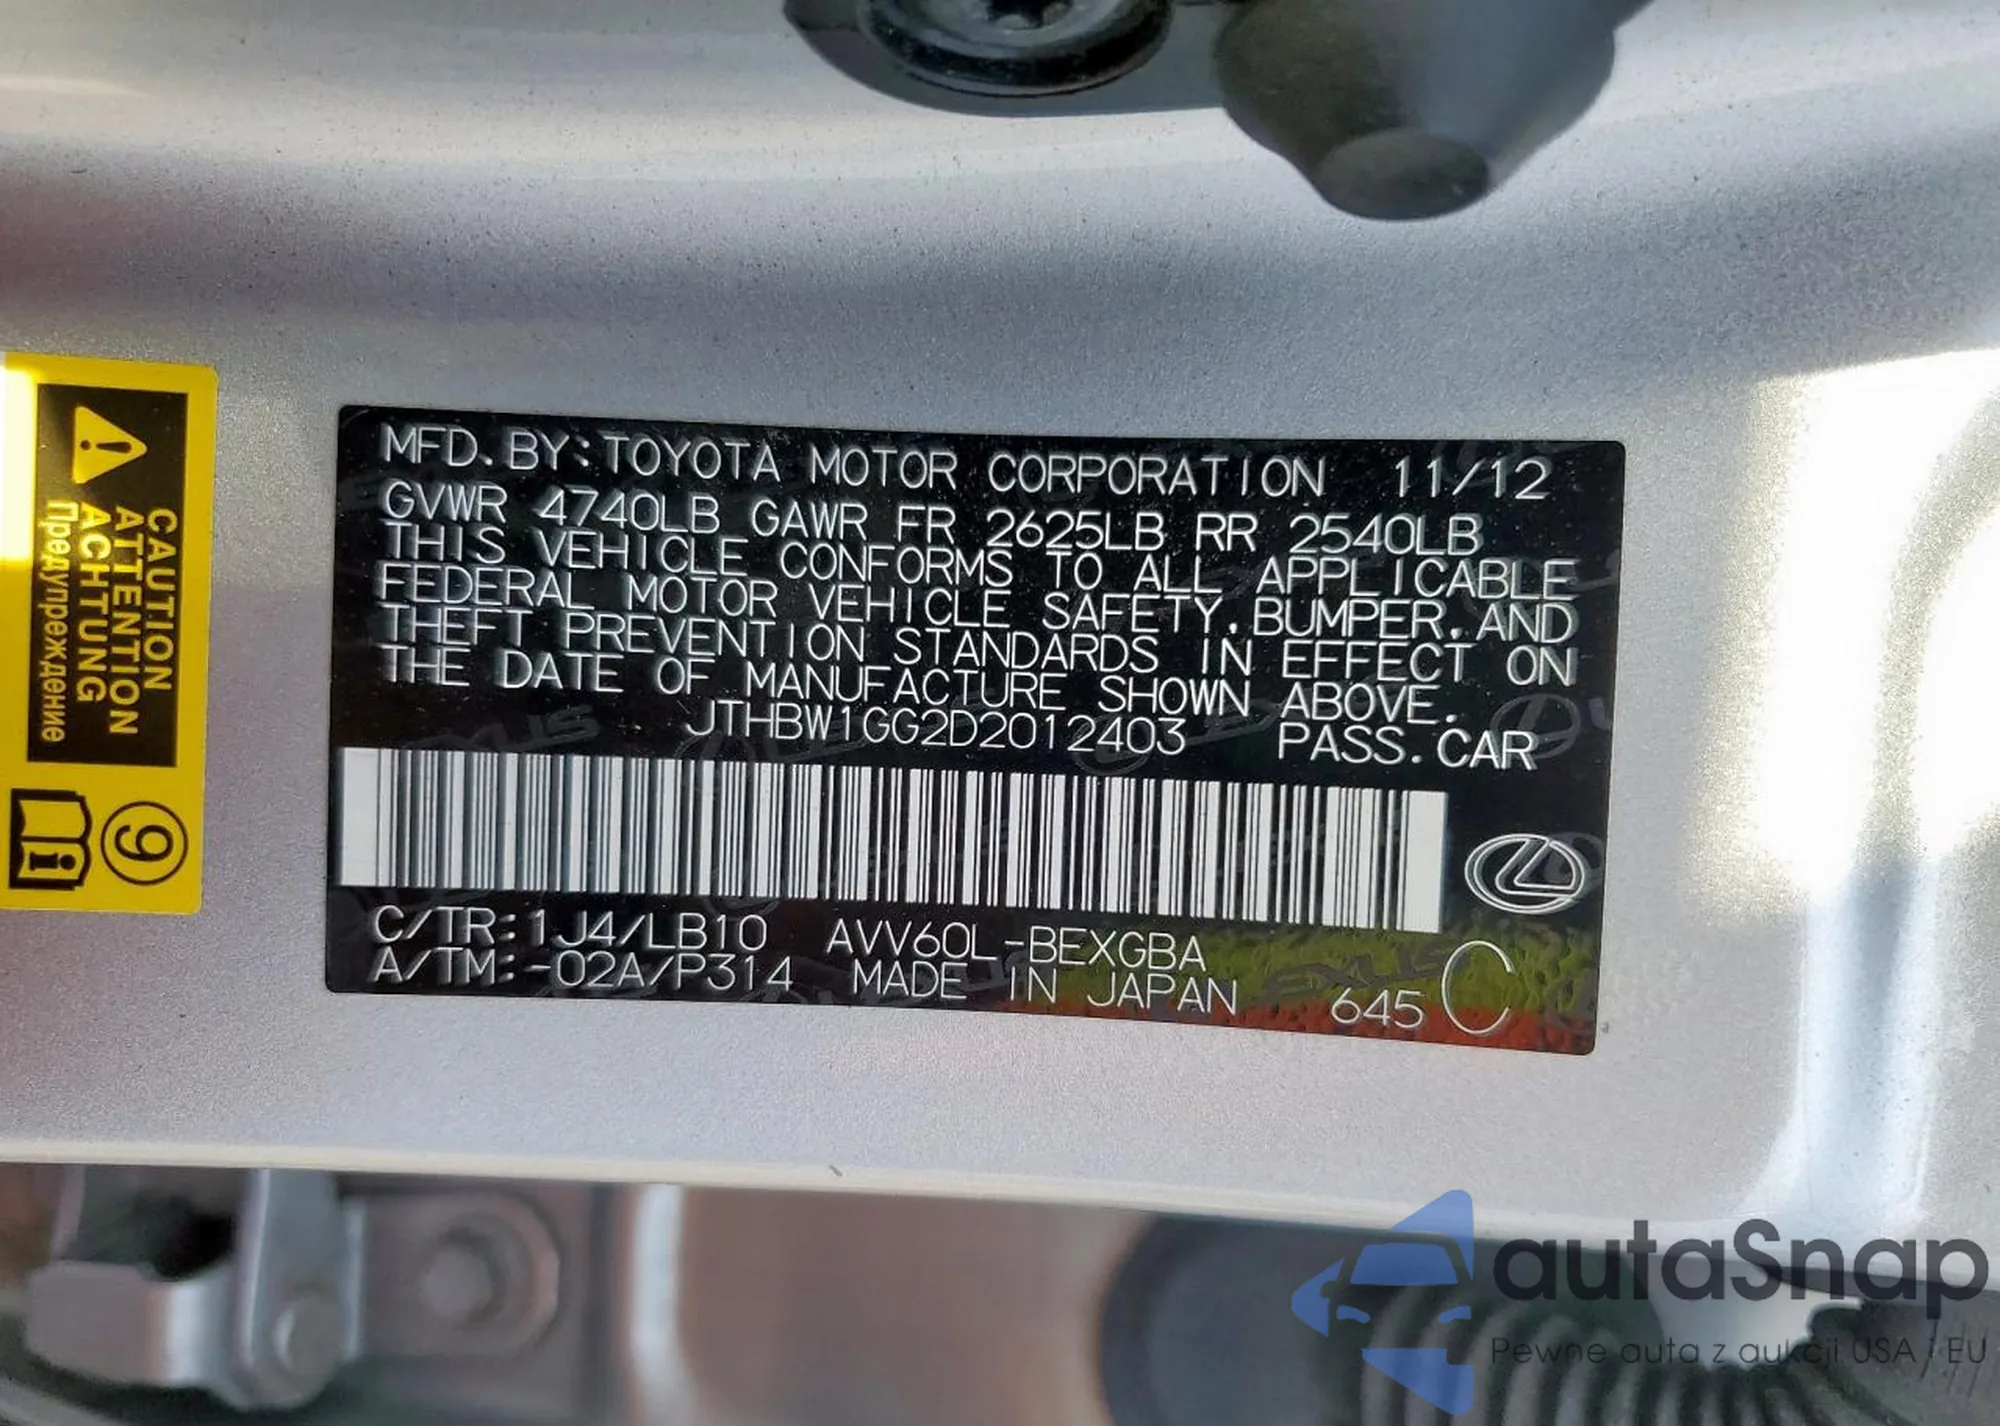 MFD. BY: TOYOTA MOTOR CORPORATION 11/12
GVWR 4740LB GAWR FR 2625LB RR 2540LB
THIS VEHICLE CONFORMS TO ALL APPLICABLE
FEDERAL MOTOR VEHICLE SAFETY, BUMPER, AND
THEFT PREVENTION STANDARDS IN EFFECT ON
THE DATE OF MANUFACTURE SHOWN ABOVE.
JTHBW1GG2D2012403 PASS. CAR
C/TR: 1J4/LB10 AVV60L-BEXGBA
A/TM: -02A/P314 MADE IN JAPAN 645 C
CAUTION
ATTENTION
ACHTUNG
Предупреждение
9
autaSnap
Pewne auta z aukcji USA i EU